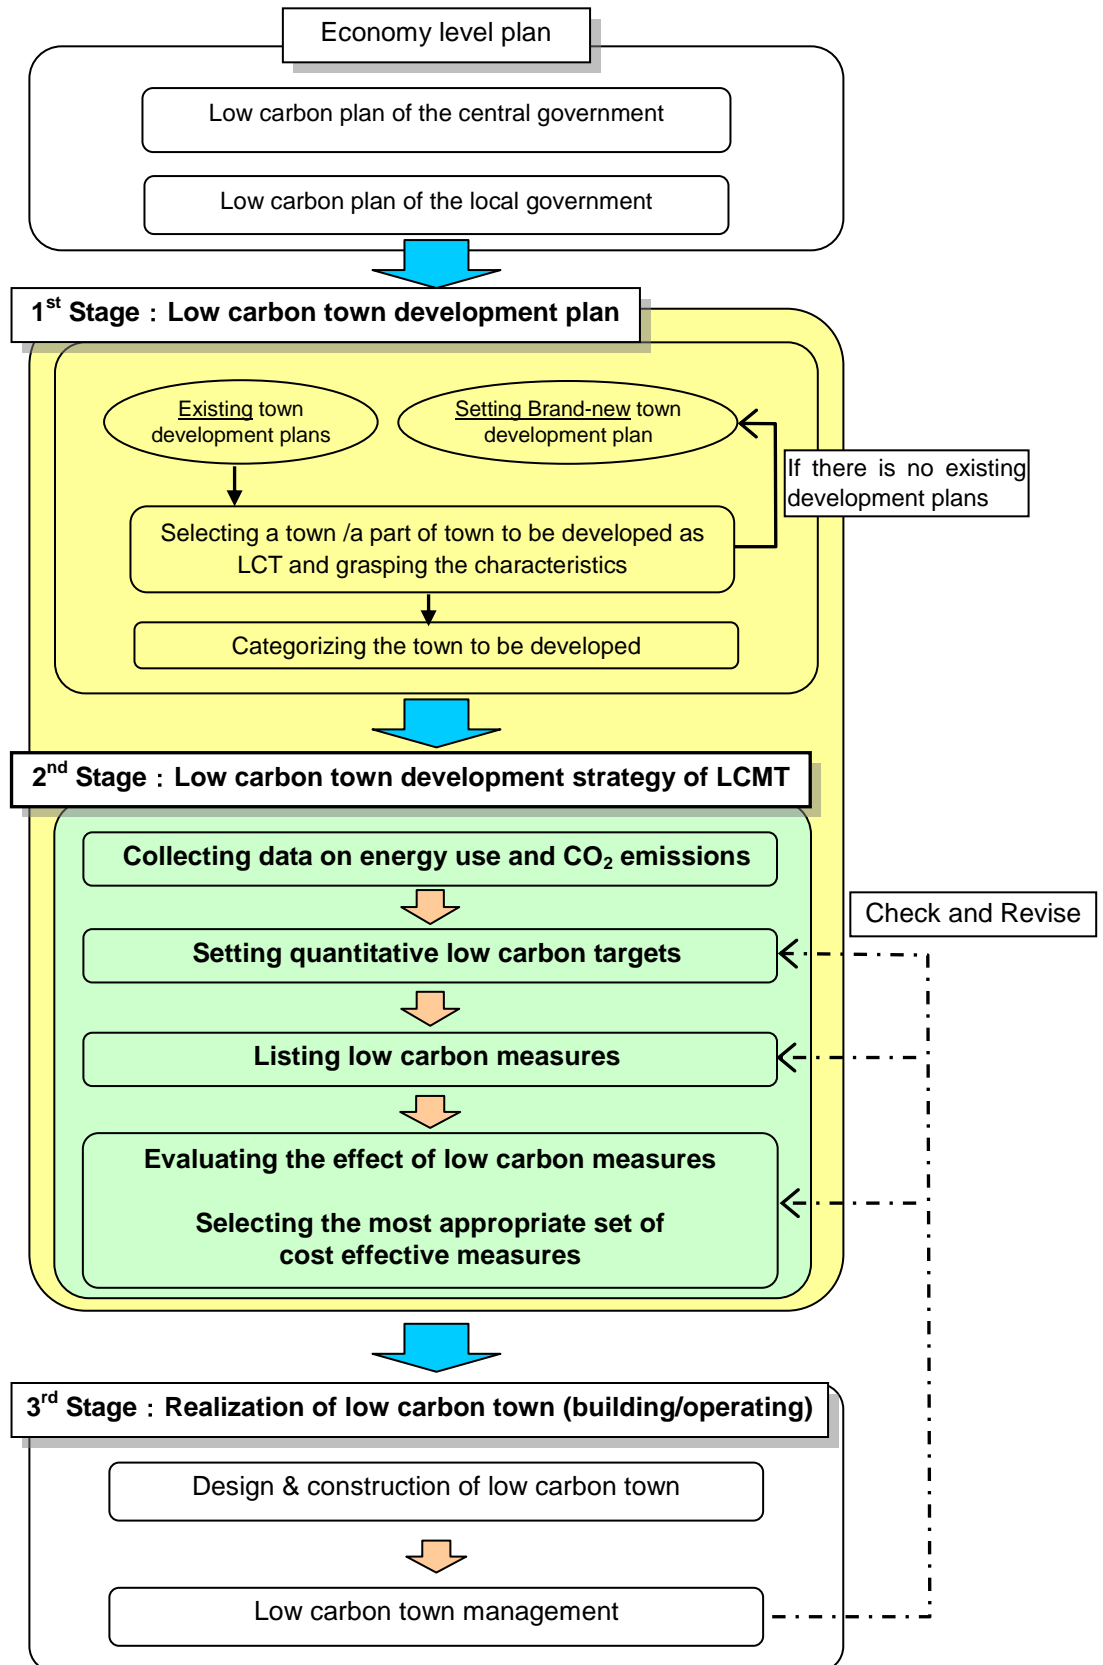 Economy level plan
Low carbon plan of the central government
Low carbon plan of the local government
1st Stage : Low carbon town development plan
Existing town
development plans
Setting Brand-new town
development plan
If there is no existing
development plans
Selecting a town /a part of town to be developed as
LCT and grasping the characteristics
Categorizing the town to be developed
2nd Stage : Low carbon town development strategy of LCMT
Collecting data on energy use and CO2 emissions
Check and Revise
Setting quantitative low carbon targets
Listing low carbon measures
Evaluating the effect of low carbon measures
Selecting the most appropriate set of
cost effective measures
3rd Stage : Realization of low carbon town (building/operating)
Design & construction of low carbon town
Low carbon town management